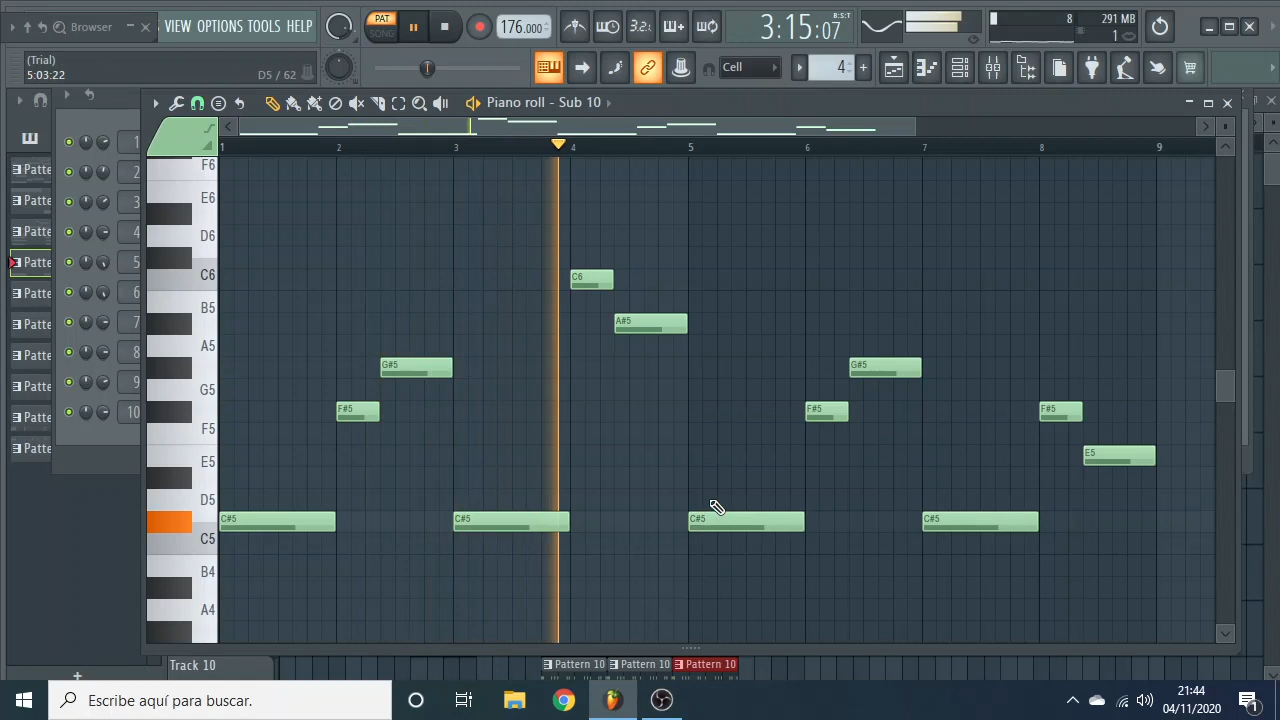 Browser
VIEW OPTIONS TOOLS HELP
PAT
SONG
176.000
3.2.1
3:15:07
B:S:T
8
291 MB
1
(Trial)
5:03:22
D5 / 62
Cell
4
Piano roll - Sub 10
1 2 3 4 5 6 7 8 9
F6
E6
D6
C6
B5
A5
G5
F5
E5
D5
C5
B4
A4
C6
A#5
G#5
G#5
F#5
F#5
F#5
E5
C#5
C#5
C#5
C#5
Patte
Patte
Patte
Patte
Patte
Patte
Patte
Patte
Patte
Patte
1
2
3
4
5
6
7
8
9
10
Track 10
Pattern 10
Pattern 10
Pattern 10
Escribe aquí para buscar.
21:44
04/11/2020
1